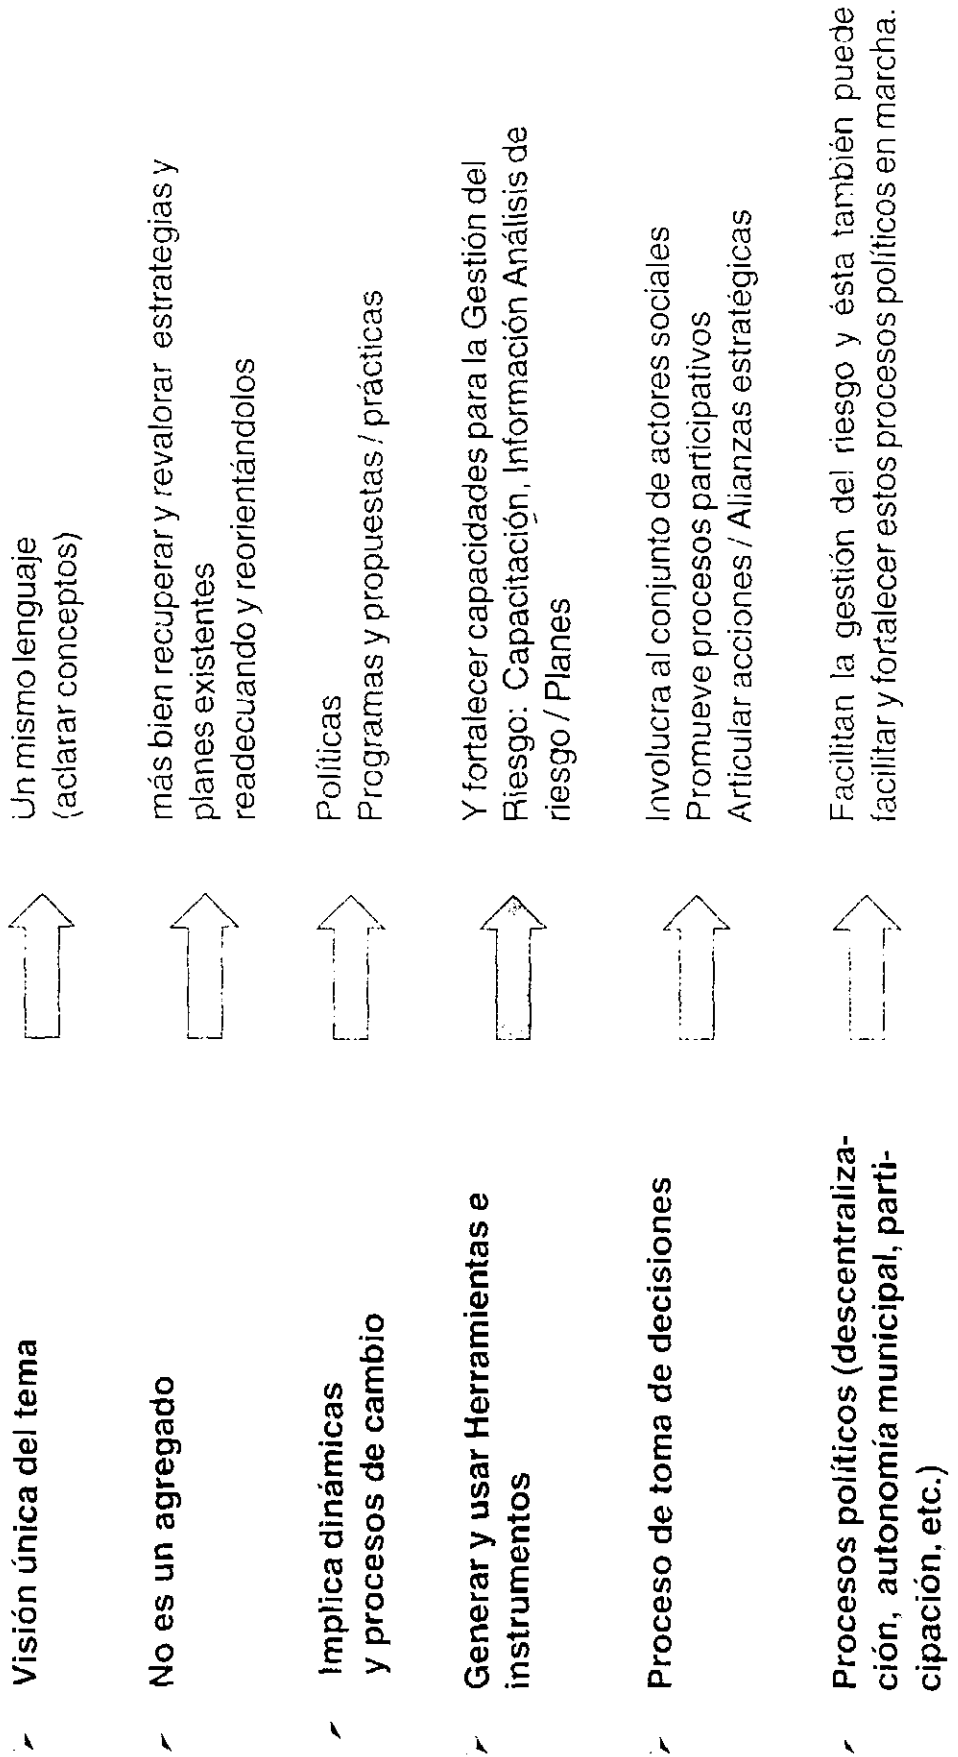 Visión única del tema
Un mismo lenguaje
(aclarar conceptos)
No es un agregado
más bien recuperar y revalorar estrategias y
planes existentes
readecuando y reorientándolos
Implica dinámicas
y procesos de cambio
Políticas
Programas y propuestas / prácticas
Generar y usar Herramientas e
instrumentos
Y fortalecer capacidades para la Gestión del
Riesgo: Capacitación, Información Análisis de
riesgo / Planes
Proceso de toma de decisiones
Involucra al conjunto de actores sociales
Promueve procesos participativos
Articular acciones / Alianzas estratégicas
Procesos políticos (descentraliza-
ción, autonomía municipal, parti-
cipación, etc.)
Facilitan la gestión del riesgo y ésta también puede
facilitar y fortalecer estos procesos políticos en marcha.